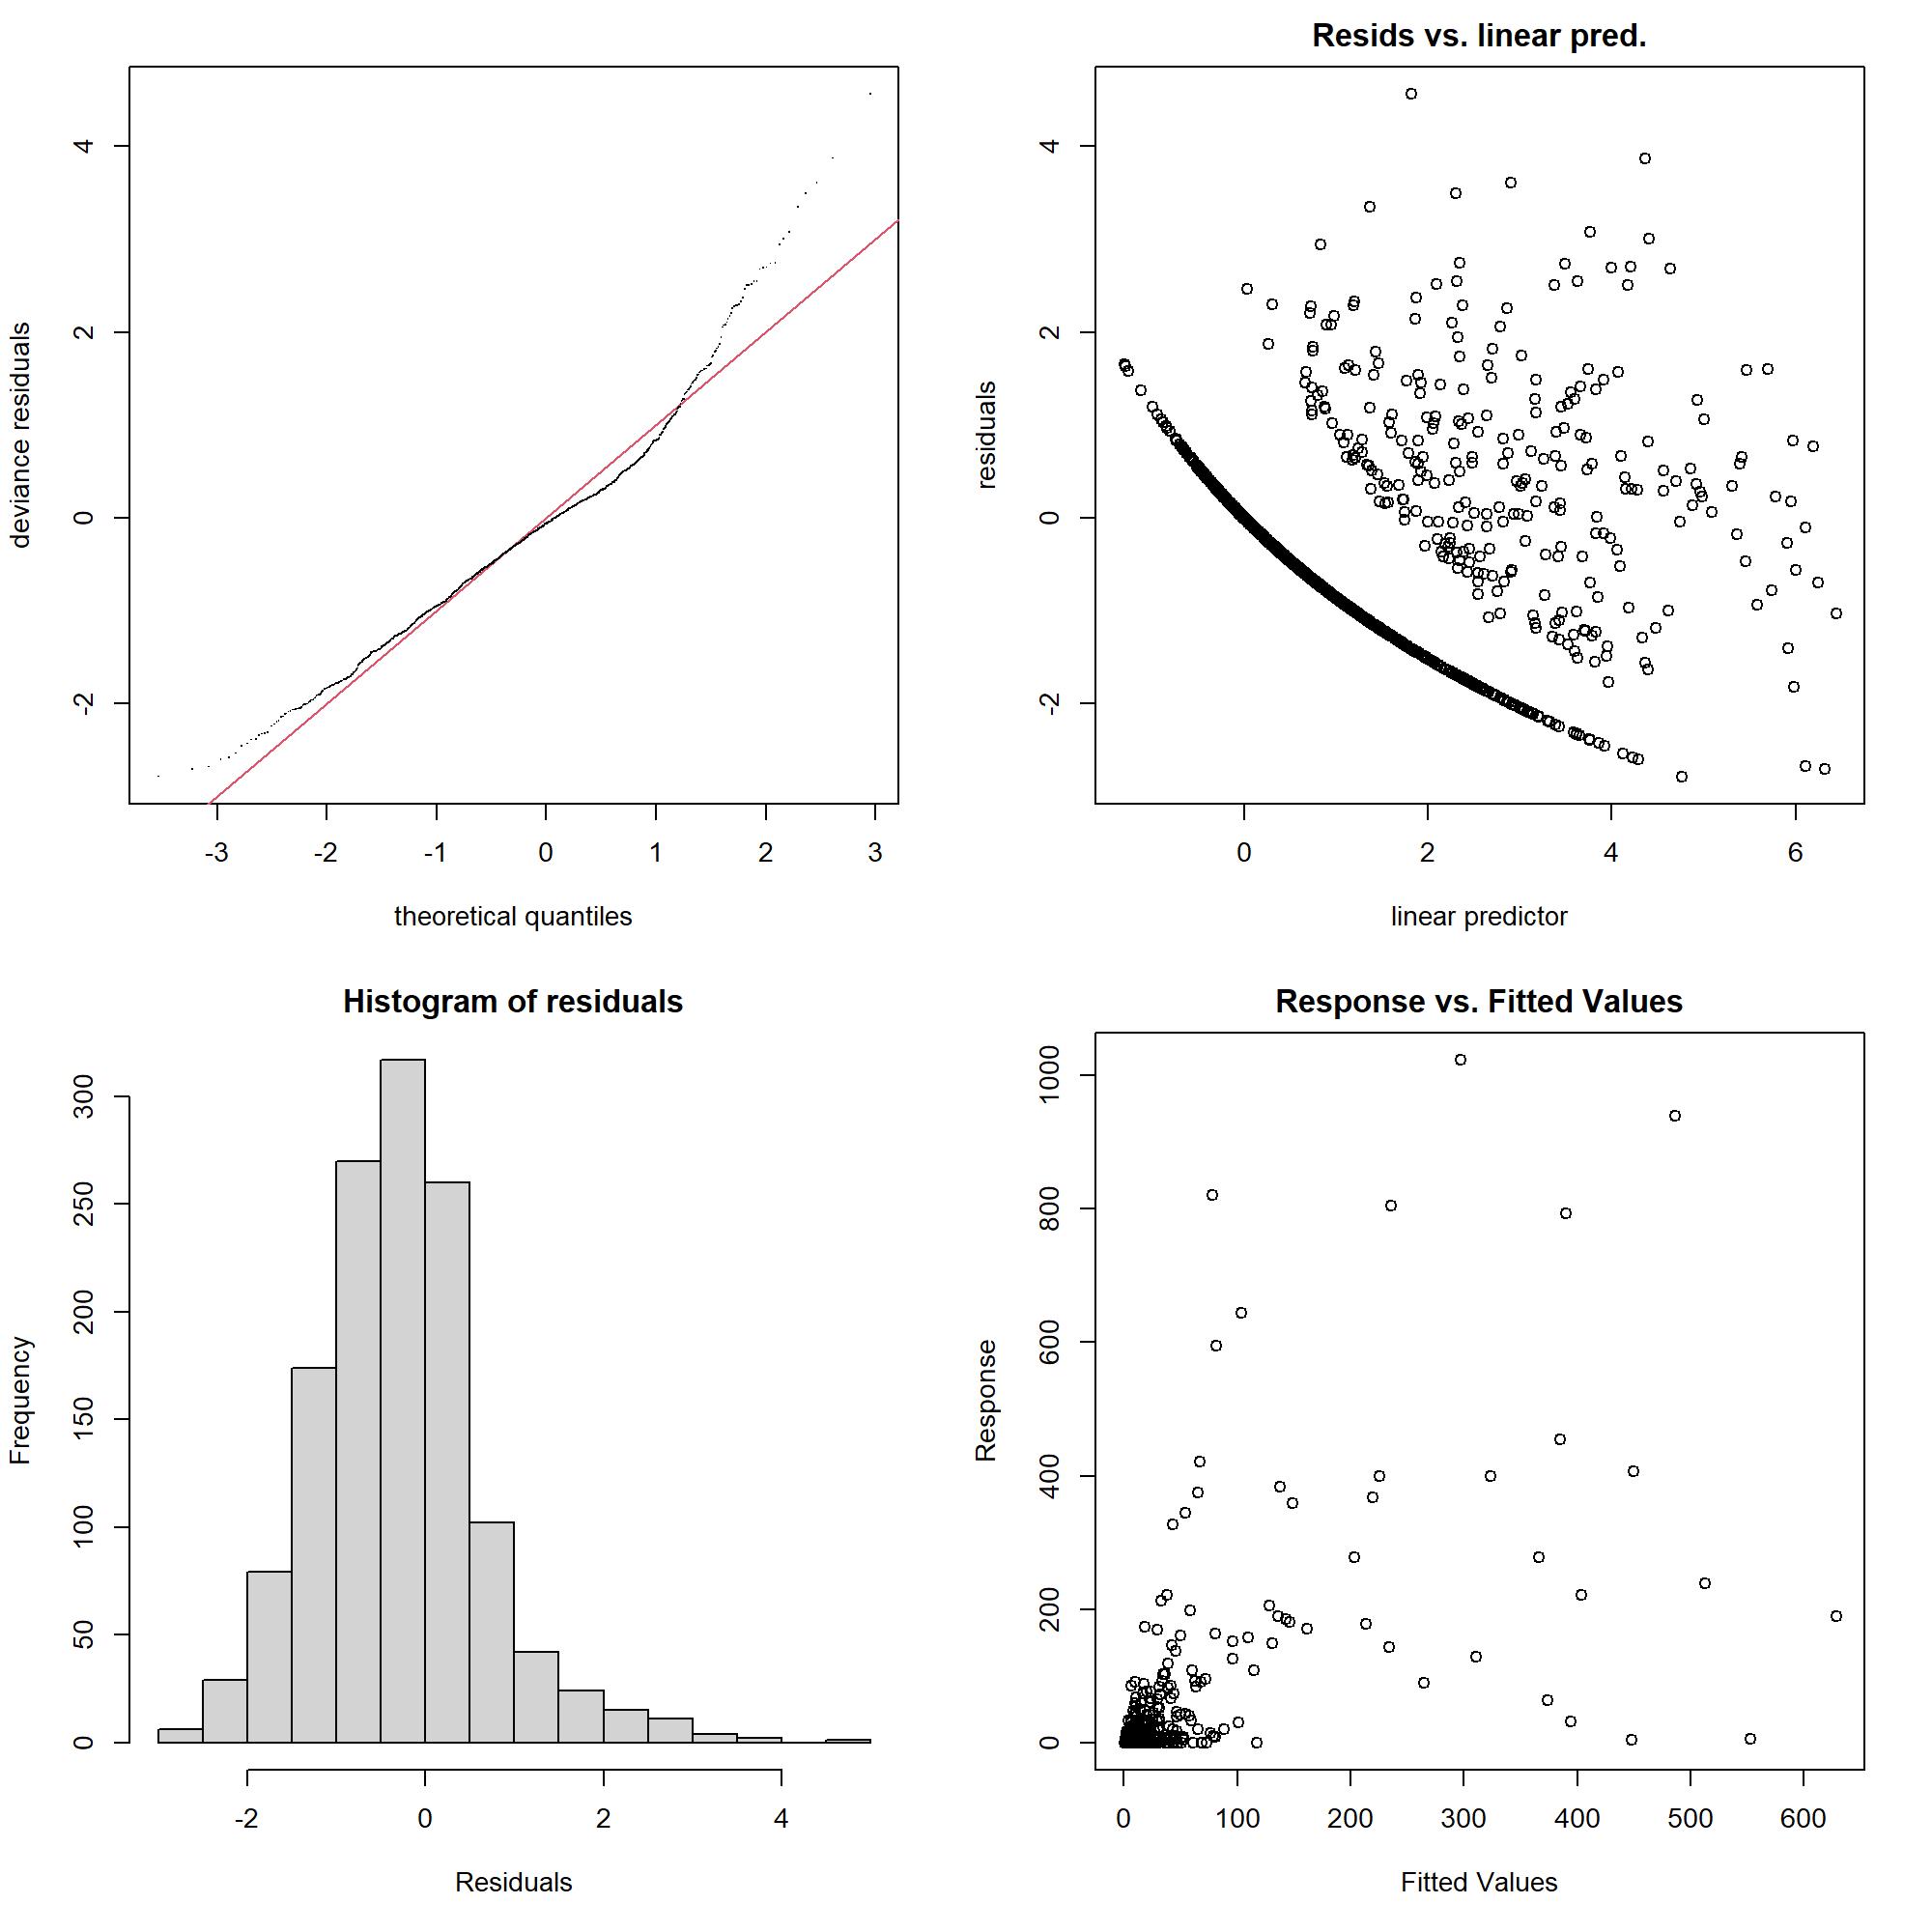 deviance residuals
4
2
0
-2
-3 -2 -1 0 1 2 3
theoretical quantiles
Resids vs. linear pred.
residuals
4
2
0
-2
0 2 4 6
linear predictor
Histogram of residuals
Frequency
300
250
200
150
100
50
0
-2 0 2 4
Residuals
Response vs. Fitted Values
Response
1000
800
600
400
200
0
0 100 200 300 400 500 600
Fitted Values